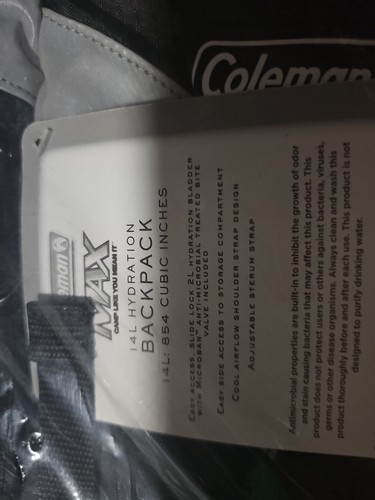 Coleman
eman
MAX
CAMP LIKE YOU MEAN IT
14L HYDRATION
BACKPACK
14L: 854 CUBIC INCHES
EASY ACCESS, SLIDE LOCK 2L HYDRATION BLADDER
WITH MICROBAN® ANTI-MICROBIAL TREATED BITE
VALVE INCLUDED
EASY SIDE ACCESS TO STORAGE COMPARTMENT
COOL AIRFLOW SHOULDER STRAP DESIGN
ADJUSTABLE STERUM STRAP
Antimicrobial properties are built-in to inhibit the growth of odor
and stain causing bacteria that may affect this product. This
product does not protect users or others against bacteria, viruses,
germs or other disease organisms. Always clean and wash this
product thoroughly before and after each use. This product is not
designed to purify drinking water.